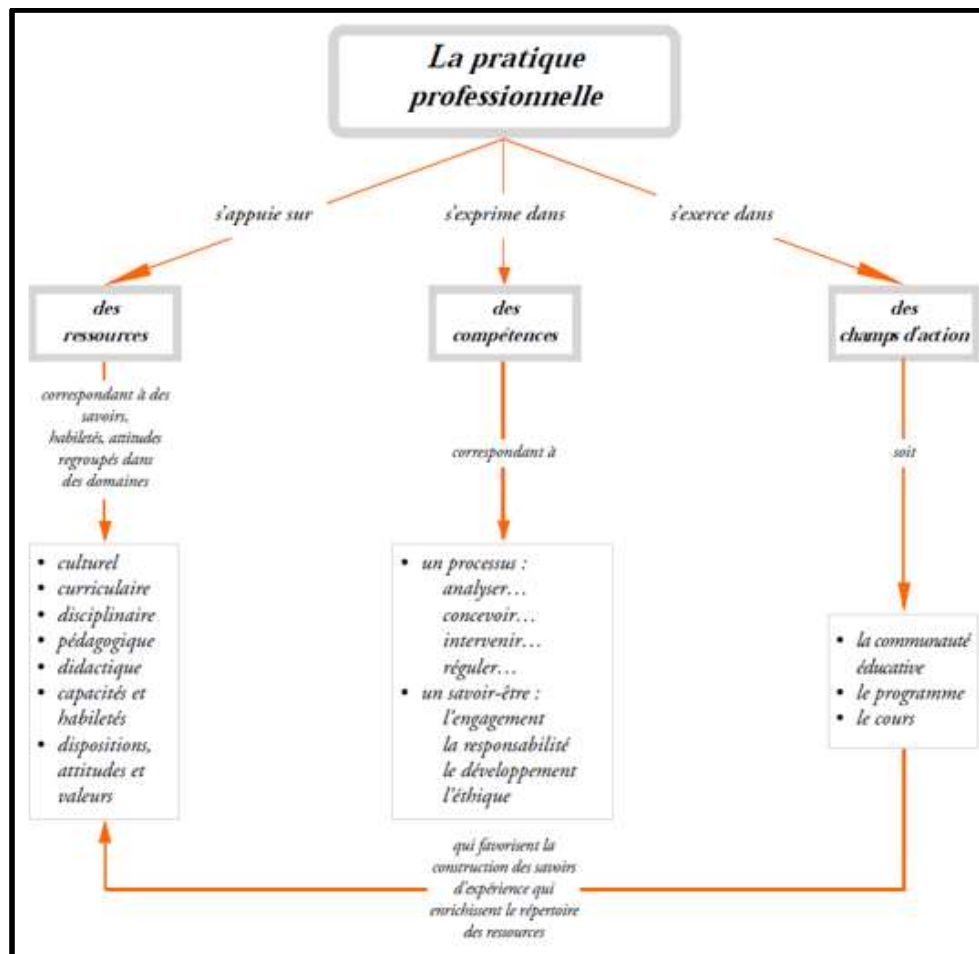 La pratique
professionnelle
s'appuie sur
s'exprime dans
s'exerce dans
des
ressources
des
compétences
des
champs d'action
correspondant à des
savoirs,
habiletés, attitudes
regroupés dans
des domaines
correspondant à
soit
• culturel
• curriculaire
• disciplinaire
• pédagogique
• didactique
• capacités et
habiletés
• dispositions,
attitudes et
valeurs
• un processus :
analyser...
concevoir...
intervenir...
réguler...
• un savoir-être :
l'engagement
la responsabilité
le développement
l'éthique
• la communauté
éducative
• le programme
• le cours
qui favorisent la
construction des savoirs
d'expérience qui
enrichissent le répertoire
des ressources